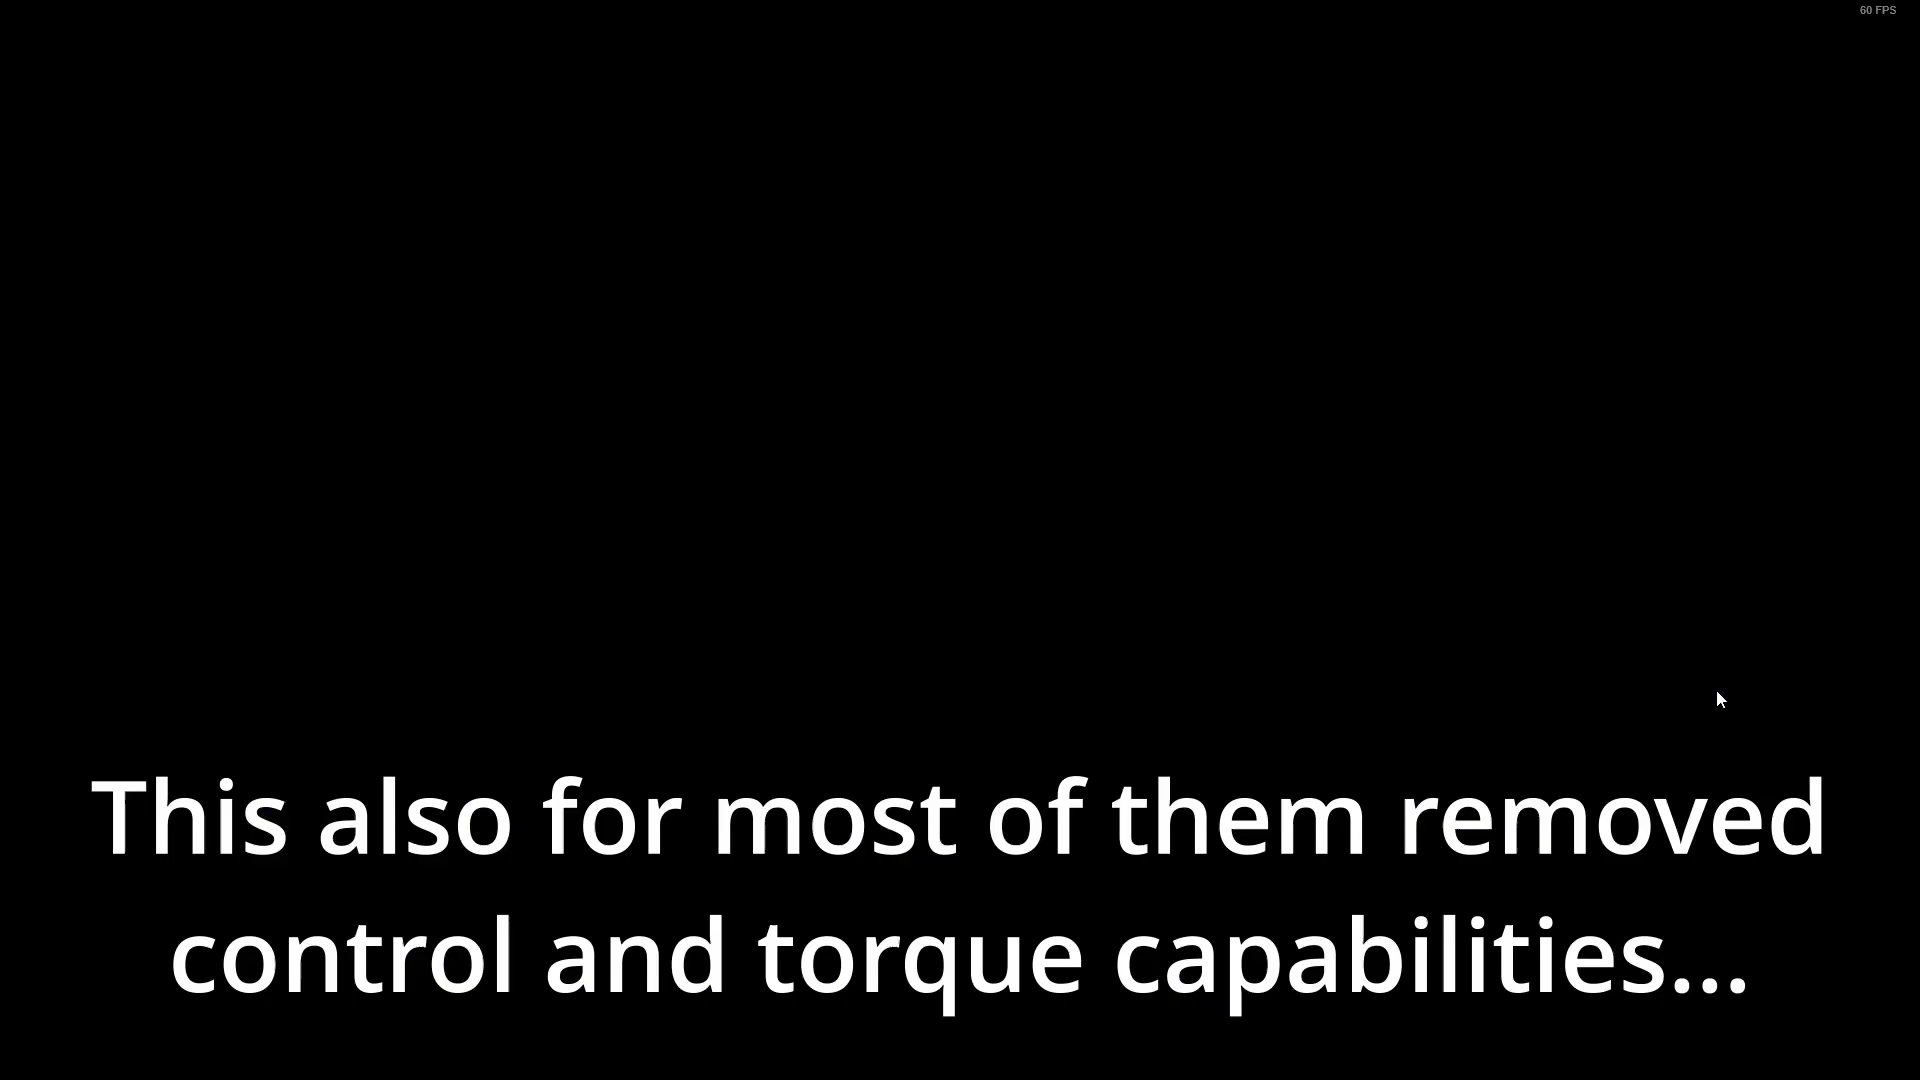 60 FPS
This also for most of them removed
control and torque capabilities...